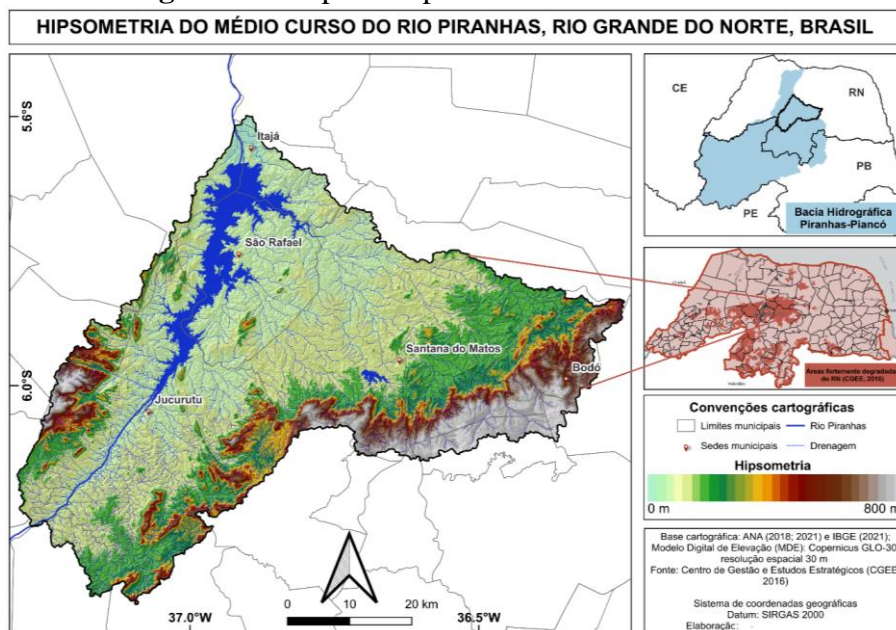 HIPSOMETRIA DO MÉDIO CURSO DO RIO PIRANHAS, RIO GRANDE DO NORTE, BRASIL
5.6°S
6.0°S
37.0°W
36.5°W
Itajá
São Rafael
Santana do Matos
Bodó
Jucurutu
0 10 20 km
CE
RN
PB
PE
Bacia Hidrográfica
Piranhas-Piancó
Áreas fortemente degradadas
do RN (CGEE, 2016)
Convenções cartográficas
Limites municipais
Rio Piranhas
Sedes municipais
Drenagem
Hipsometria
0 m
800 m
Base cartográfica: ANA (2018; 2021) e IBGE (2021);
Modelo Digital de Elevação (MDE): Copernicus GLO-30
resolução espacial 30 m
Fonte: Centro de Gestão e Estudos Estratégicos (CGEE,
2016)
Sistema de coordenadas geográficas
Datum: SIRGAS 2000
Elaboração: